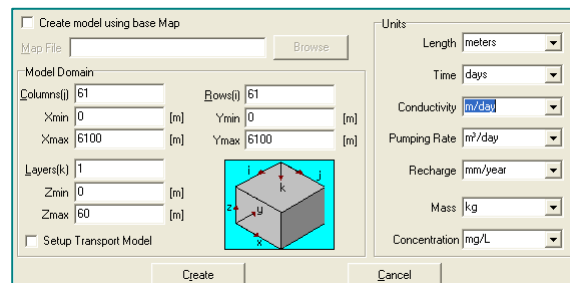 Create model using base Map
Map File Browse
Model Domain
Columns(j) 61 Rows(i) 61
Xmin 0 [m] Ymin 0 [m]
Xmax 6100 [m] Ymax 6100 [m]
Layers(k) 1
Zmin 0 [m]
Zmax 60 [m]
i j
k
z y
x
Setup Transport Model
Units
Length meters
Time days
Conductivity m/day
Pumping Rate m³/day
Recharge mm/year
Mass kg
Concentration mg/L
Create Cancel